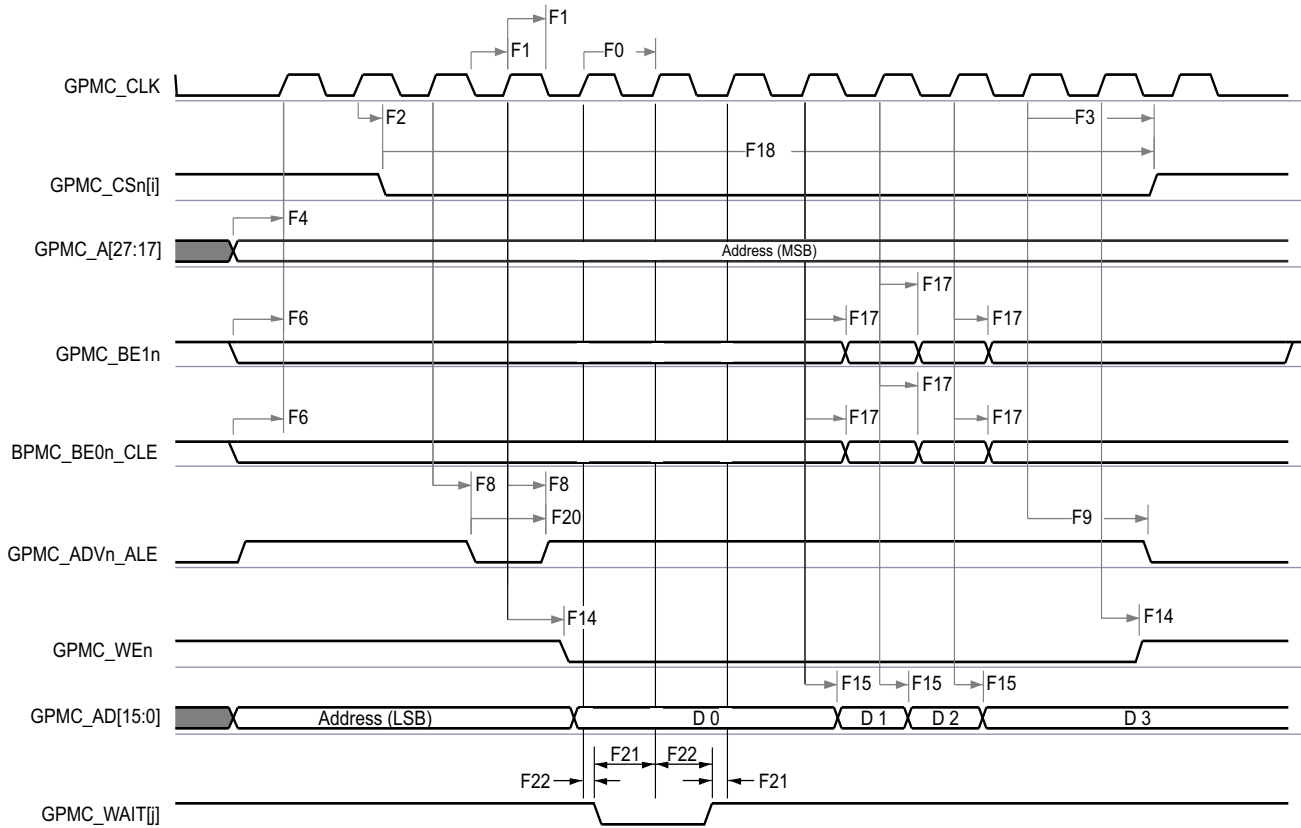 F1
F1
F0
GPMC_CLK
F2
F3
F18
GPMC_CSn[i]
F4
GPMC_A[27:17]
Address (MSB)
F17
F6
F17
F17
GPMC_BE1n
F17
F6
F17
F17
BPMC_BE0n_CLE
F8
F8
F20
F9
GPMC_ADVn_ALE
F14
F14
GPMC_WEn
F15
F15
F15
GPMC_AD[15:0]
Address (LSB)
D 0
D 1
D 2
D 3
F21
F22
F22
F21
GPMC_WAIT[j]